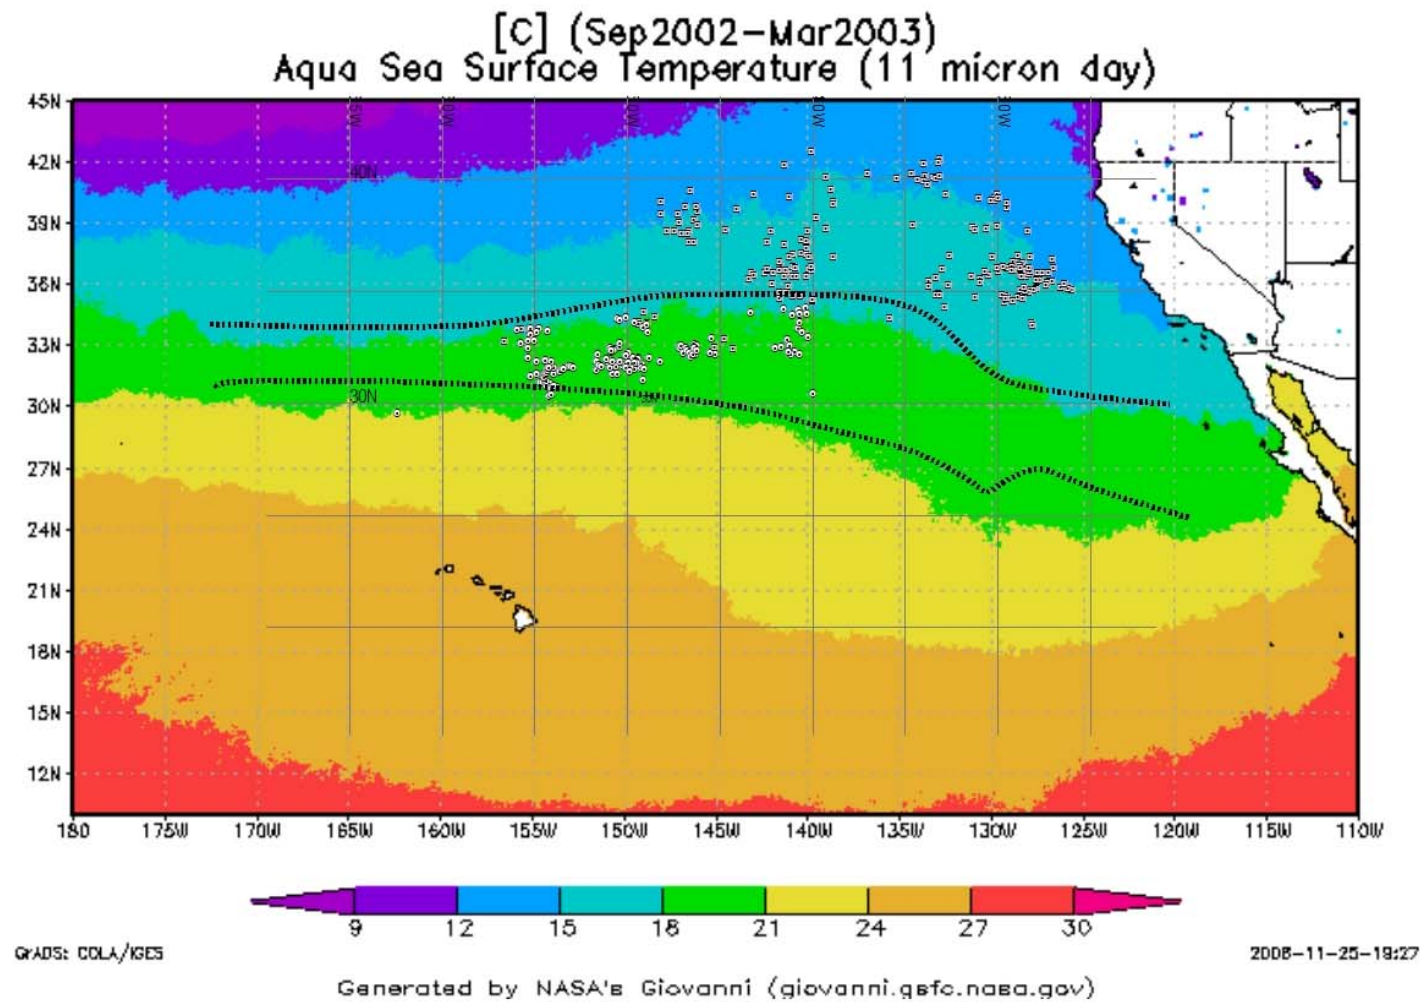 [C] (Sep2002-Mar2003)
Aqua Sea Surface Temperature (11 micron day)
45N
42N
40N
39N
36N
33N
30N
30N
27N
24N
21N
18N
15N
12N
180 175W 170W 165W 160W 155W 150W 145W 140W 135W 130W 125W 120W 115W 110W
9 12 15 18 21 24 27 30
GrADS: COLA/IGES
2006-11-25-19:27
Generated by NASA's Giovanni (giovanni.gsfc.nasa.gov)